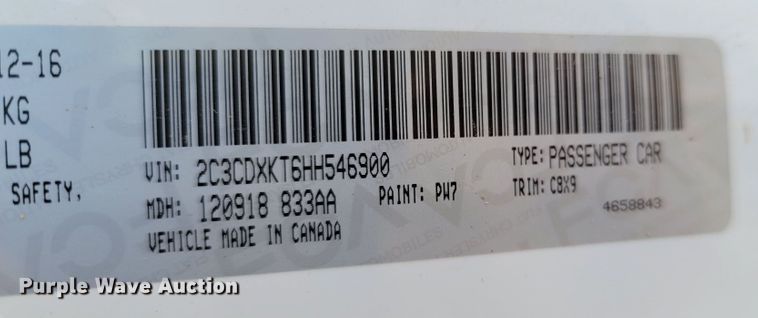 12-16
KG
LB
SAFETY,
VIN: 2C3CDXKT6HH546900
TYPE: PASSENGER CAR
MDH: 120918 833AA
PAINT: PW7
TRIM: C8X9
VEHICLE MADE IN CANADA
4658843
Purple Wave Auction